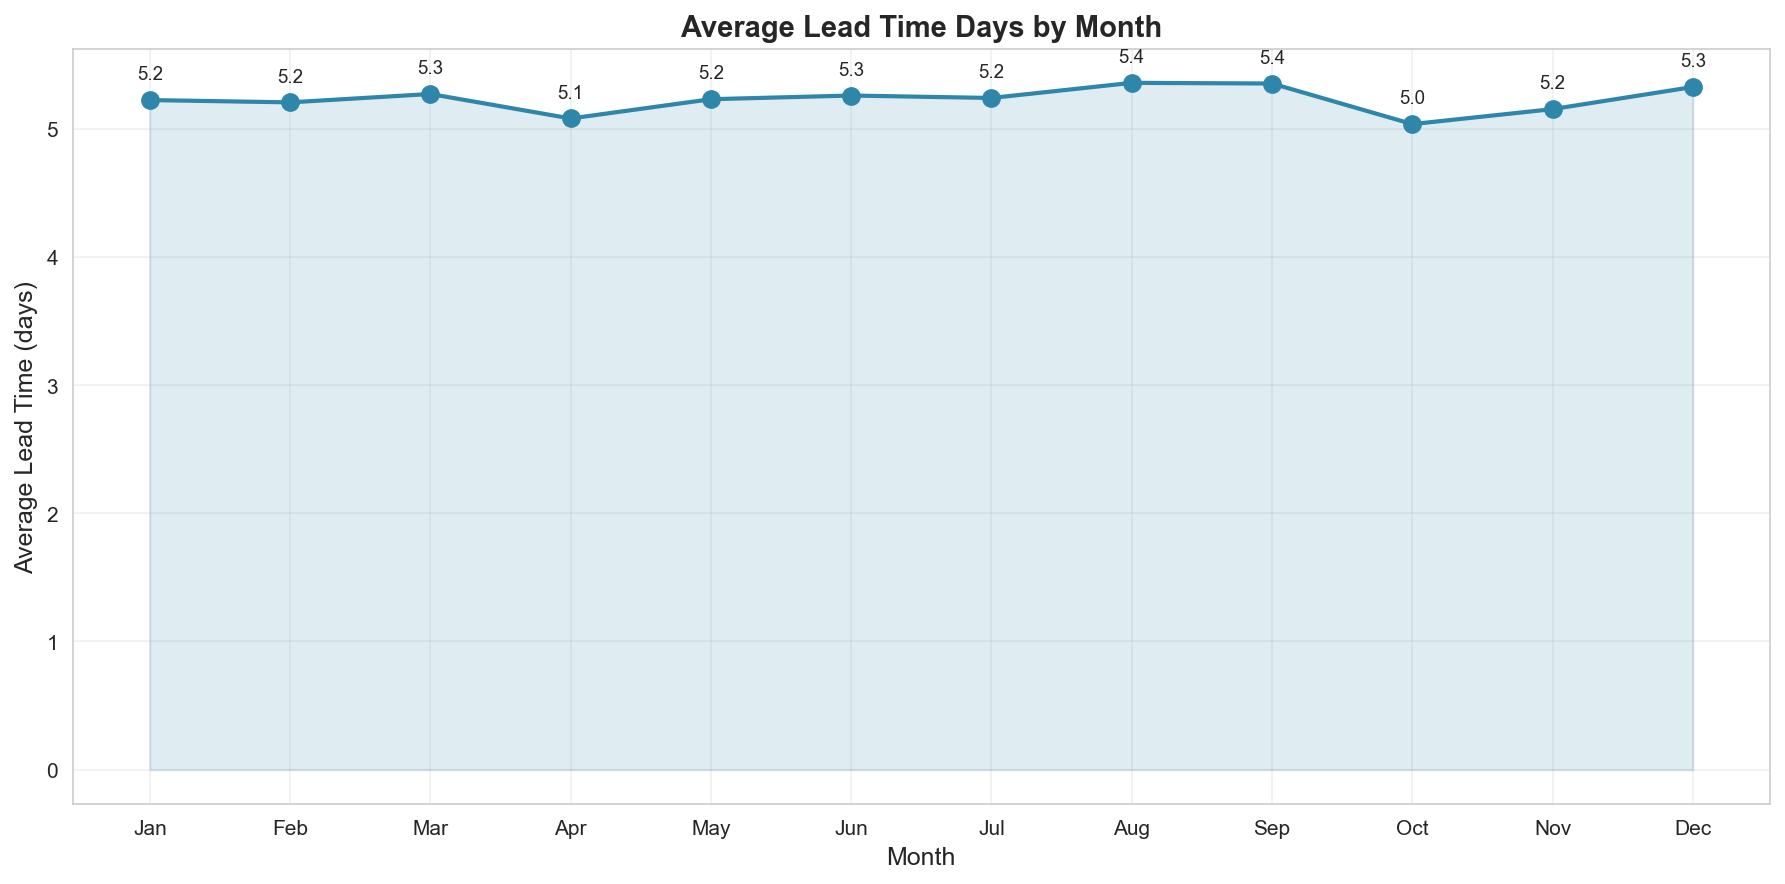 Average Lead Time Days by Month
5.2 5.2 5.3 5.1 5.2 5.3 5.2 5.4 5.4 5.0 5.2 5.3
5
4
3
2
1
0
Average Lead Time (days)
Jan Feb Mar Apr May Jun Jul Aug Sep Oct Nov Dec
Month